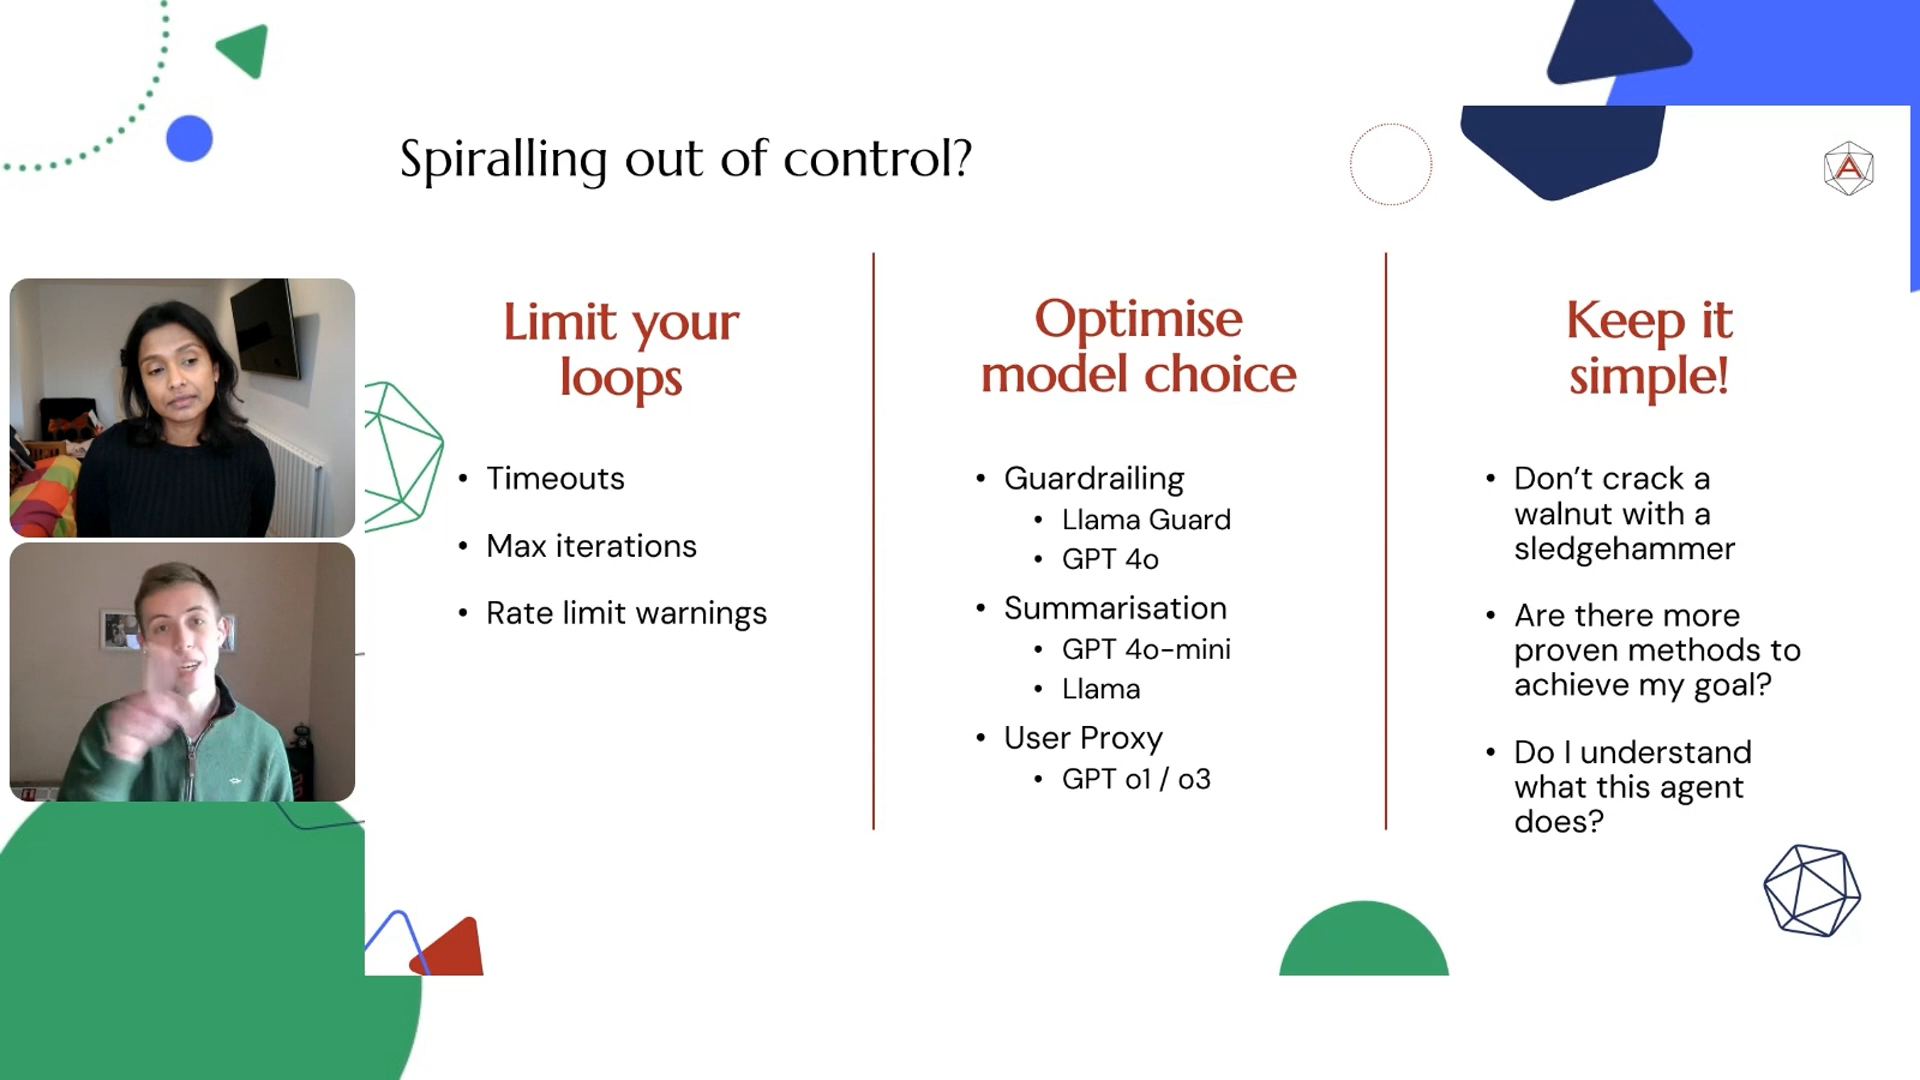 Spiralling out of control?
A
Limit your
loops
• Timeouts
• Max iterations
• Rate limit warnings
Optimise
model choice
• Guardrailing
• Llama Guard
• GPT 4o
• Summarisation
• GPT 4o-mini
• Llama
• User Proxy
• GPT o1 / o3
Keep it
simple!
• Don’t crack a
walnut with a
sledgehammer
• Are there more
proven methods to
achieve my goal?
• Do I understand
what this agent
does?